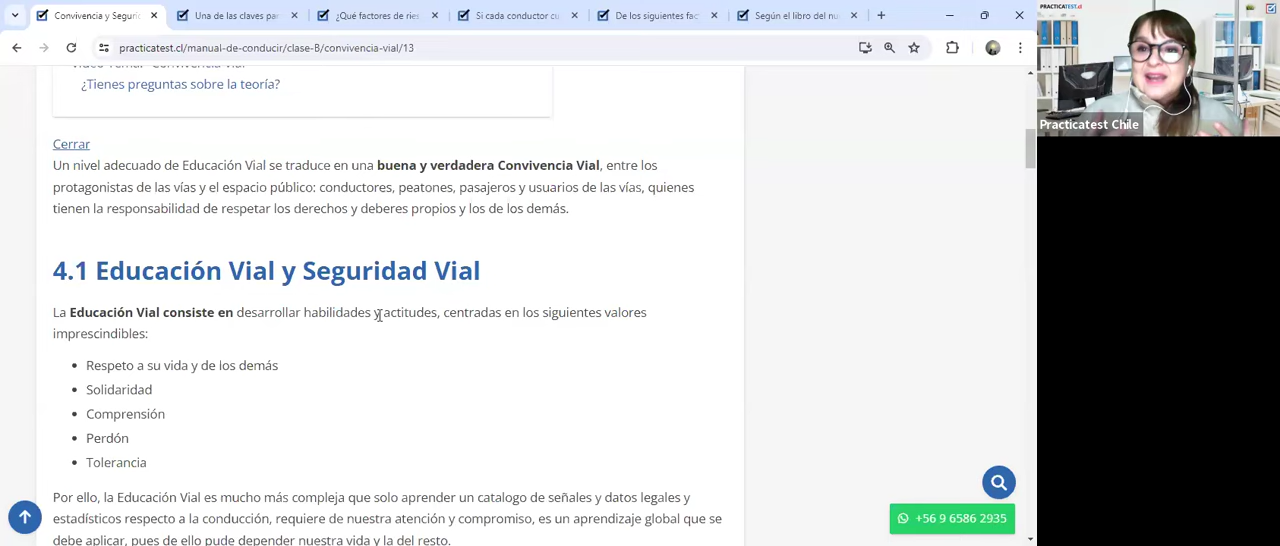 Convivencia y Segurid
Una de las claves par
de ries
Si cada conductor cu
De los siguientes fac
Según el libro del nu
practicatest.cl/manual-de-conducir/clase-B/convivencia-vial/13
¿Tienes preguntas sobre la teoría?
Cerrar
Un nivel adecuado de Educación Vial se traduce en una buena y verdadera Convivencia Vial, entre los
protagonistas de las vías y el espacio público: conductores, peatones, pasajeros y usuarios de las vías, quienes
tienen la responsabilidad de respetar los derechos y deberes propios y los de los demás.
4.1 Educación Vial y Seguridad Vial
La Educación Vial consiste en desarrollar habilidades y actitudes, centradas en los siguientes valores
imprescindibles:
Respeto a su vida y de los demás
Solidaridad
Comprensión
Perdón
Tolerancia
Por ello, la Educación Vial es mucho más compleja que solo aprender un catalogo de señales y datos legales y
estadísticos respecto a la conducción. Requiere de nuestra atención y compromiso, es un aprendizaje global que se
debe aplicar, pues de ello puede depender nuestra vida y la del resto.
+56 9 6586 2935
PRACTICATEST.cl
Practicatest Chile